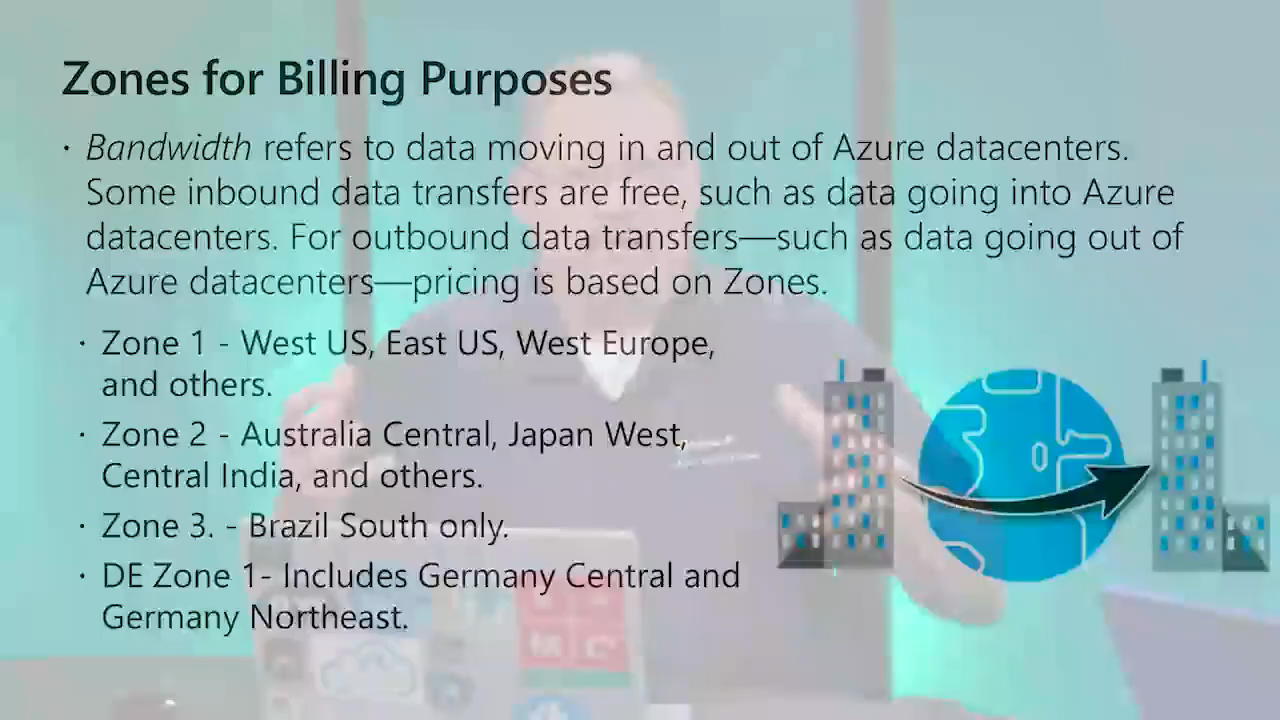 Zones for Billing Purposes
· Bandwidth refers to data moving in and out of Azure datacenters.
Some inbound data transfers are free, such as data going into Azure
datacenters. For outbound data transfers—such as data going out of
Azure datacenters—pricing is based on Zones.
· Zone 1 - West US, East US, West Europe,
and others.
· Zone 2 - Australia Central, Japan West,
Central India, and others.
· Zone 3. - Brazil South only.
· DE Zone 1- Includes Germany Central and
Germany Northeast.